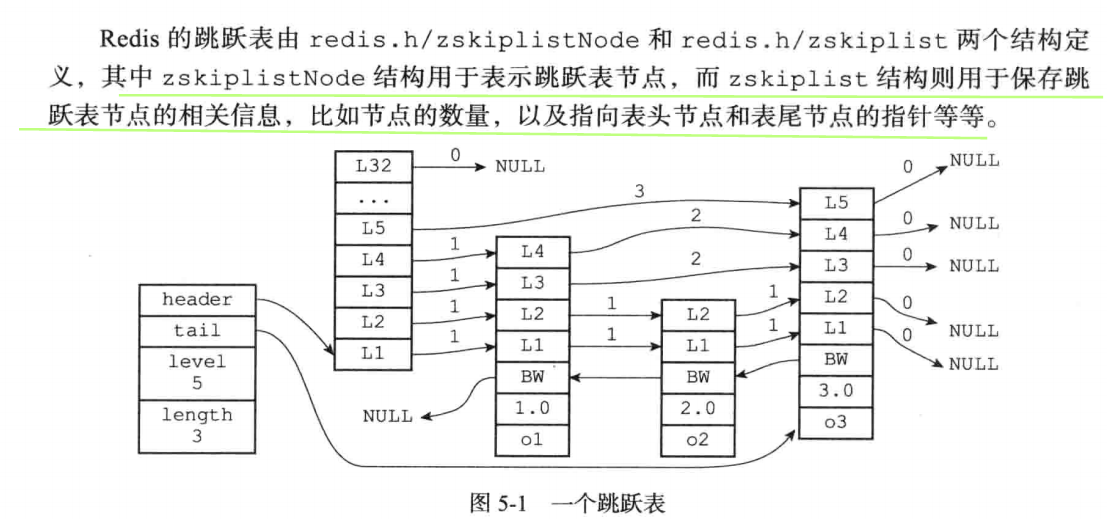 Redis 的跳跃表由 redis.h/zskiplistNode 和 redis.h/zskiplist 两个结构定
义，其中 zskiplistNode 结构用于表示跳跃表节点，而 zskiplist 结构则用于保存跳
跃表节点的相关信息，比如节点的数量，以及指向表头节点和表尾节点的指针等等。
header
tail
level
5
length
3
L32
...
L5
L4
L3
L2
L1
0
NULL
3
1
1
1
1
L4
L3
L2
L1
BW
1.0
o1
NULL
2
2
1
1
L2
L1
BW
2.0
o2
1
1
L5
L4
L3
L2
L1
BW
3.0
o3
0
NULL
0
NULL
0
NULL
0
NULL
0
NULL
图 5-1 一个跳跃表